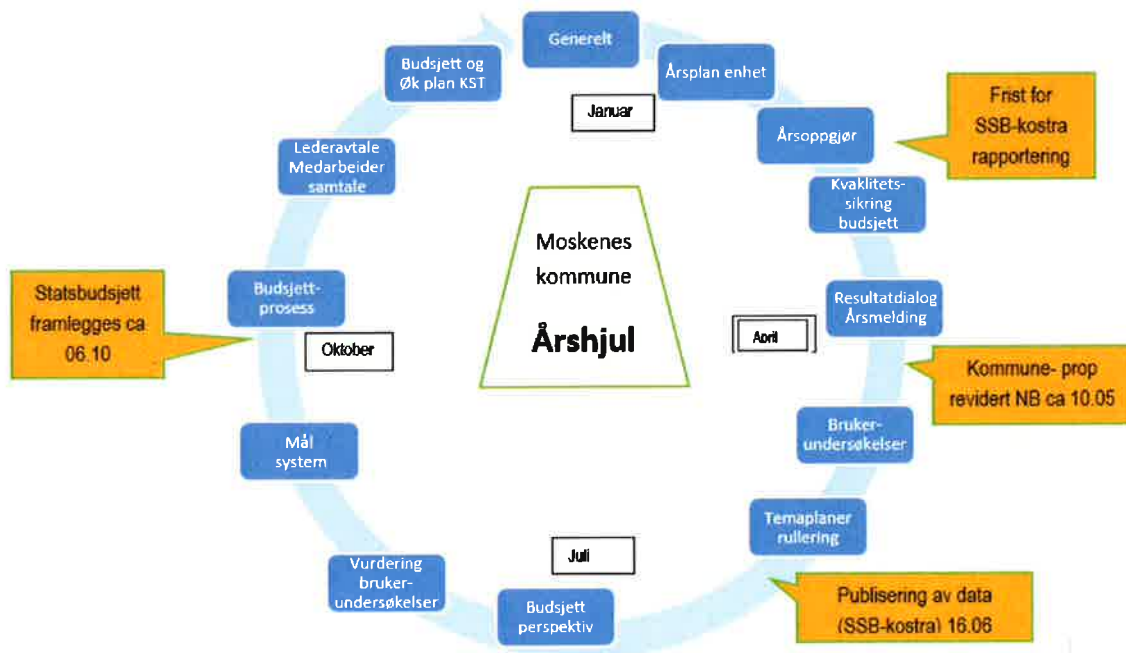 Generelt
Årsplan enhet
Januar
Årsoppgjør
Frist for
SSB-kostra
rapportering
Kvaklitets-
sikring
budsjett
Resultatdialog
Årsmelding
April
Kommune- prop
revidert NB ca 10.05
Bruker-
undersøkelser
Temaplaner
rullering
Publisering av data
(SSB-kostra) 16.06
Juli
Budsjett
perspektiv
Vurdering
bruker-
undersøkelser
Mål
system
Oktober
Budsjett-
prosess
Statsbudsjett
framlegges ca
06.10
Lederavtale
Medarbeider
samtale
Budsjett og
Øk plan KST
Moskenes
kommune
Årshjul